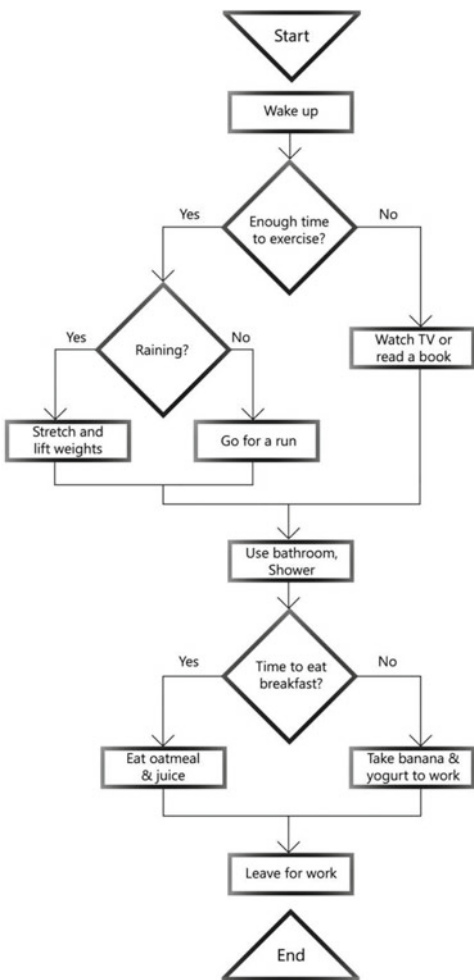 Start
Wake up
Enough time
to exercise?
Yes
No
Raining?
Yes
No
Watch TV or
read a book
Stretch and
lift weights
Go for a run
Use bathroom,
Shower
Time to eat
breakfast?
Yes
No
Eat oatmeal
& juice
Take banana &
yogurt to work
Leave for work
End